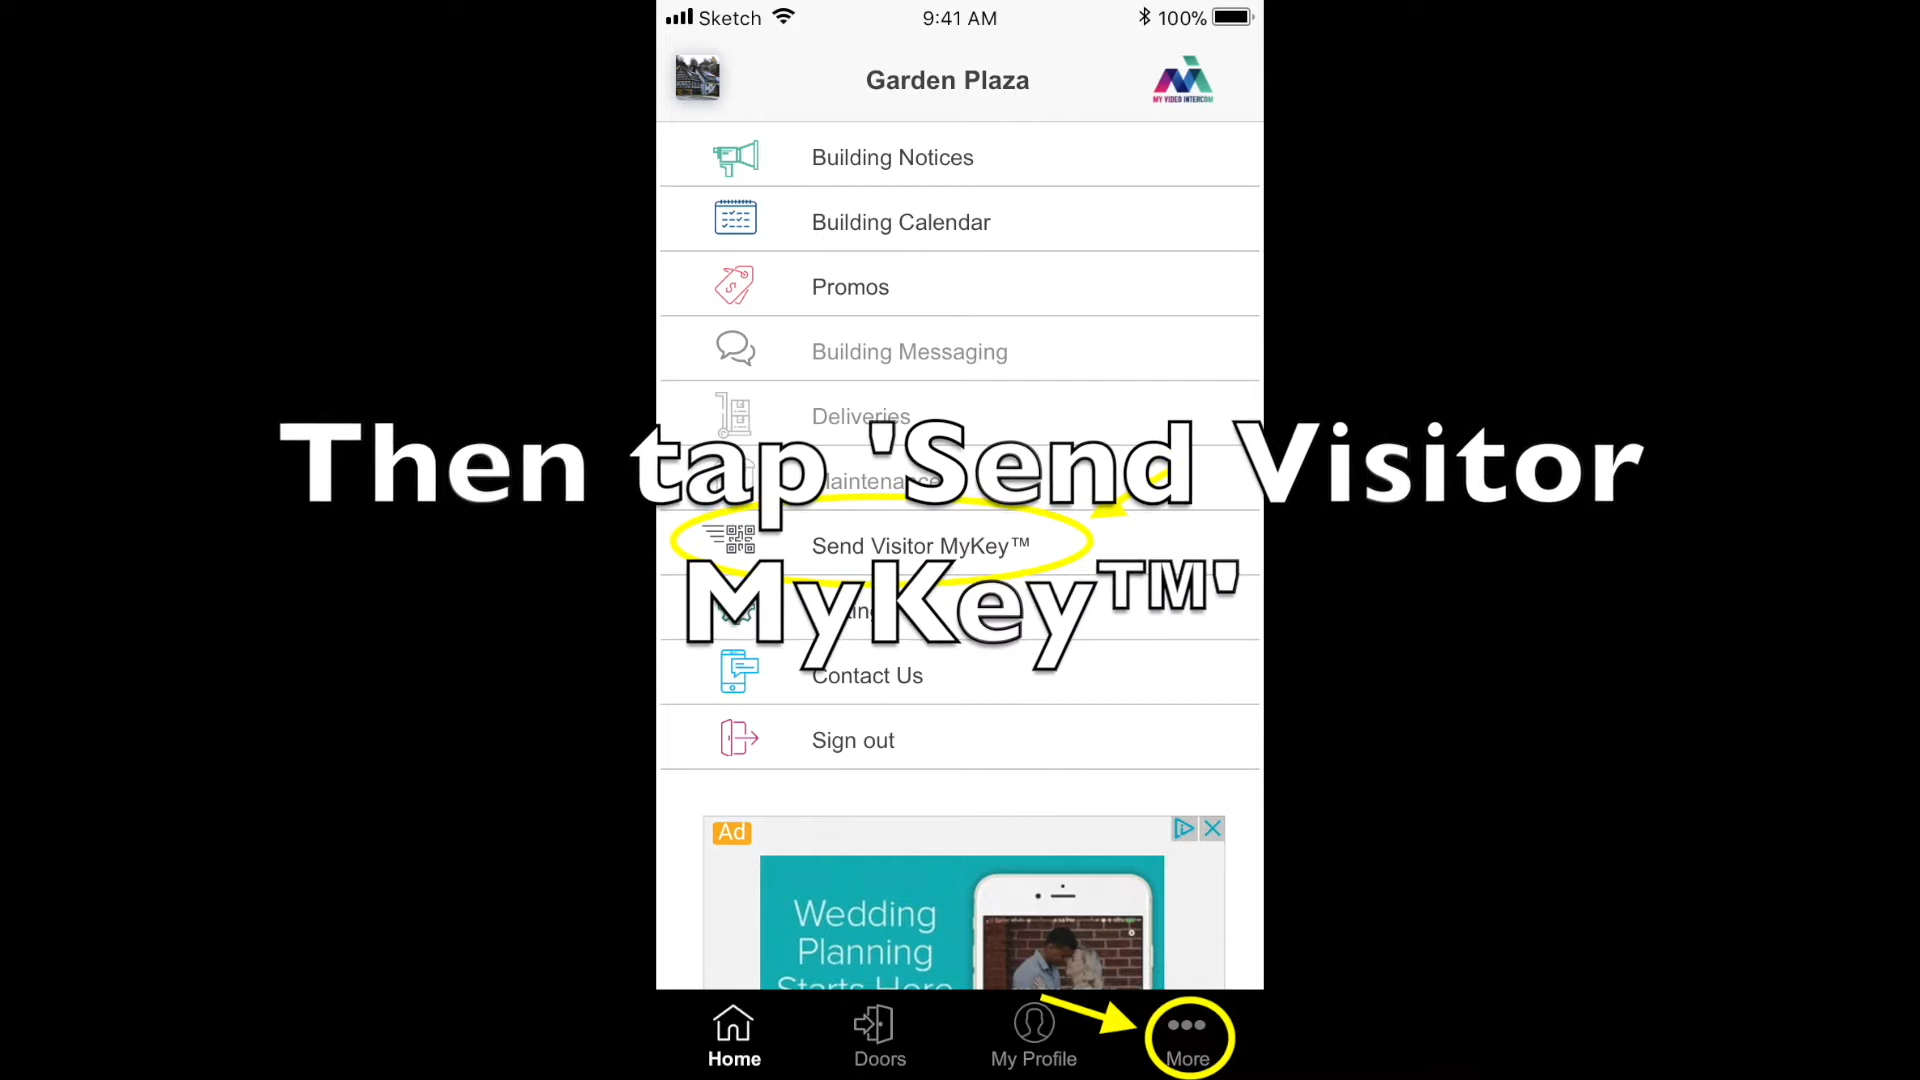 Sketch 9:41 AM 100%
Garden Plaza
MY VIDEO INTERCOM
Building Notices
Building Calendar
Promos
Building Messaging
Deliveries
Then tap 'Send Visitor
MyKey™'
Send Visitor MyKey™
Contact Us
Sign out
Ad
Wedding
Planning
Starts Here
Home Doors My Profile More